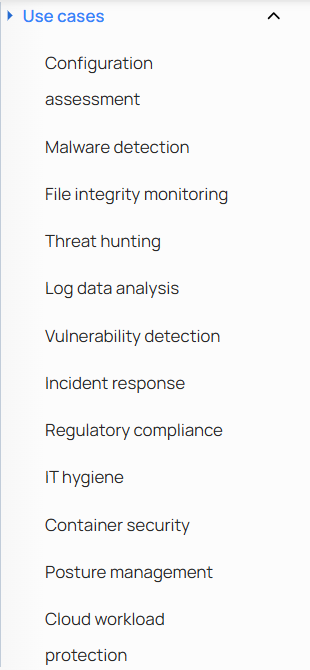 Use cases
Configuration
assessment
Malware detection
File integrity monitoring
Threat hunting
Log data analysis
Vulnerability detection
Incident response
Regulatory compliance
IT hygiene
Container security
Posture management
Cloud workload
protection